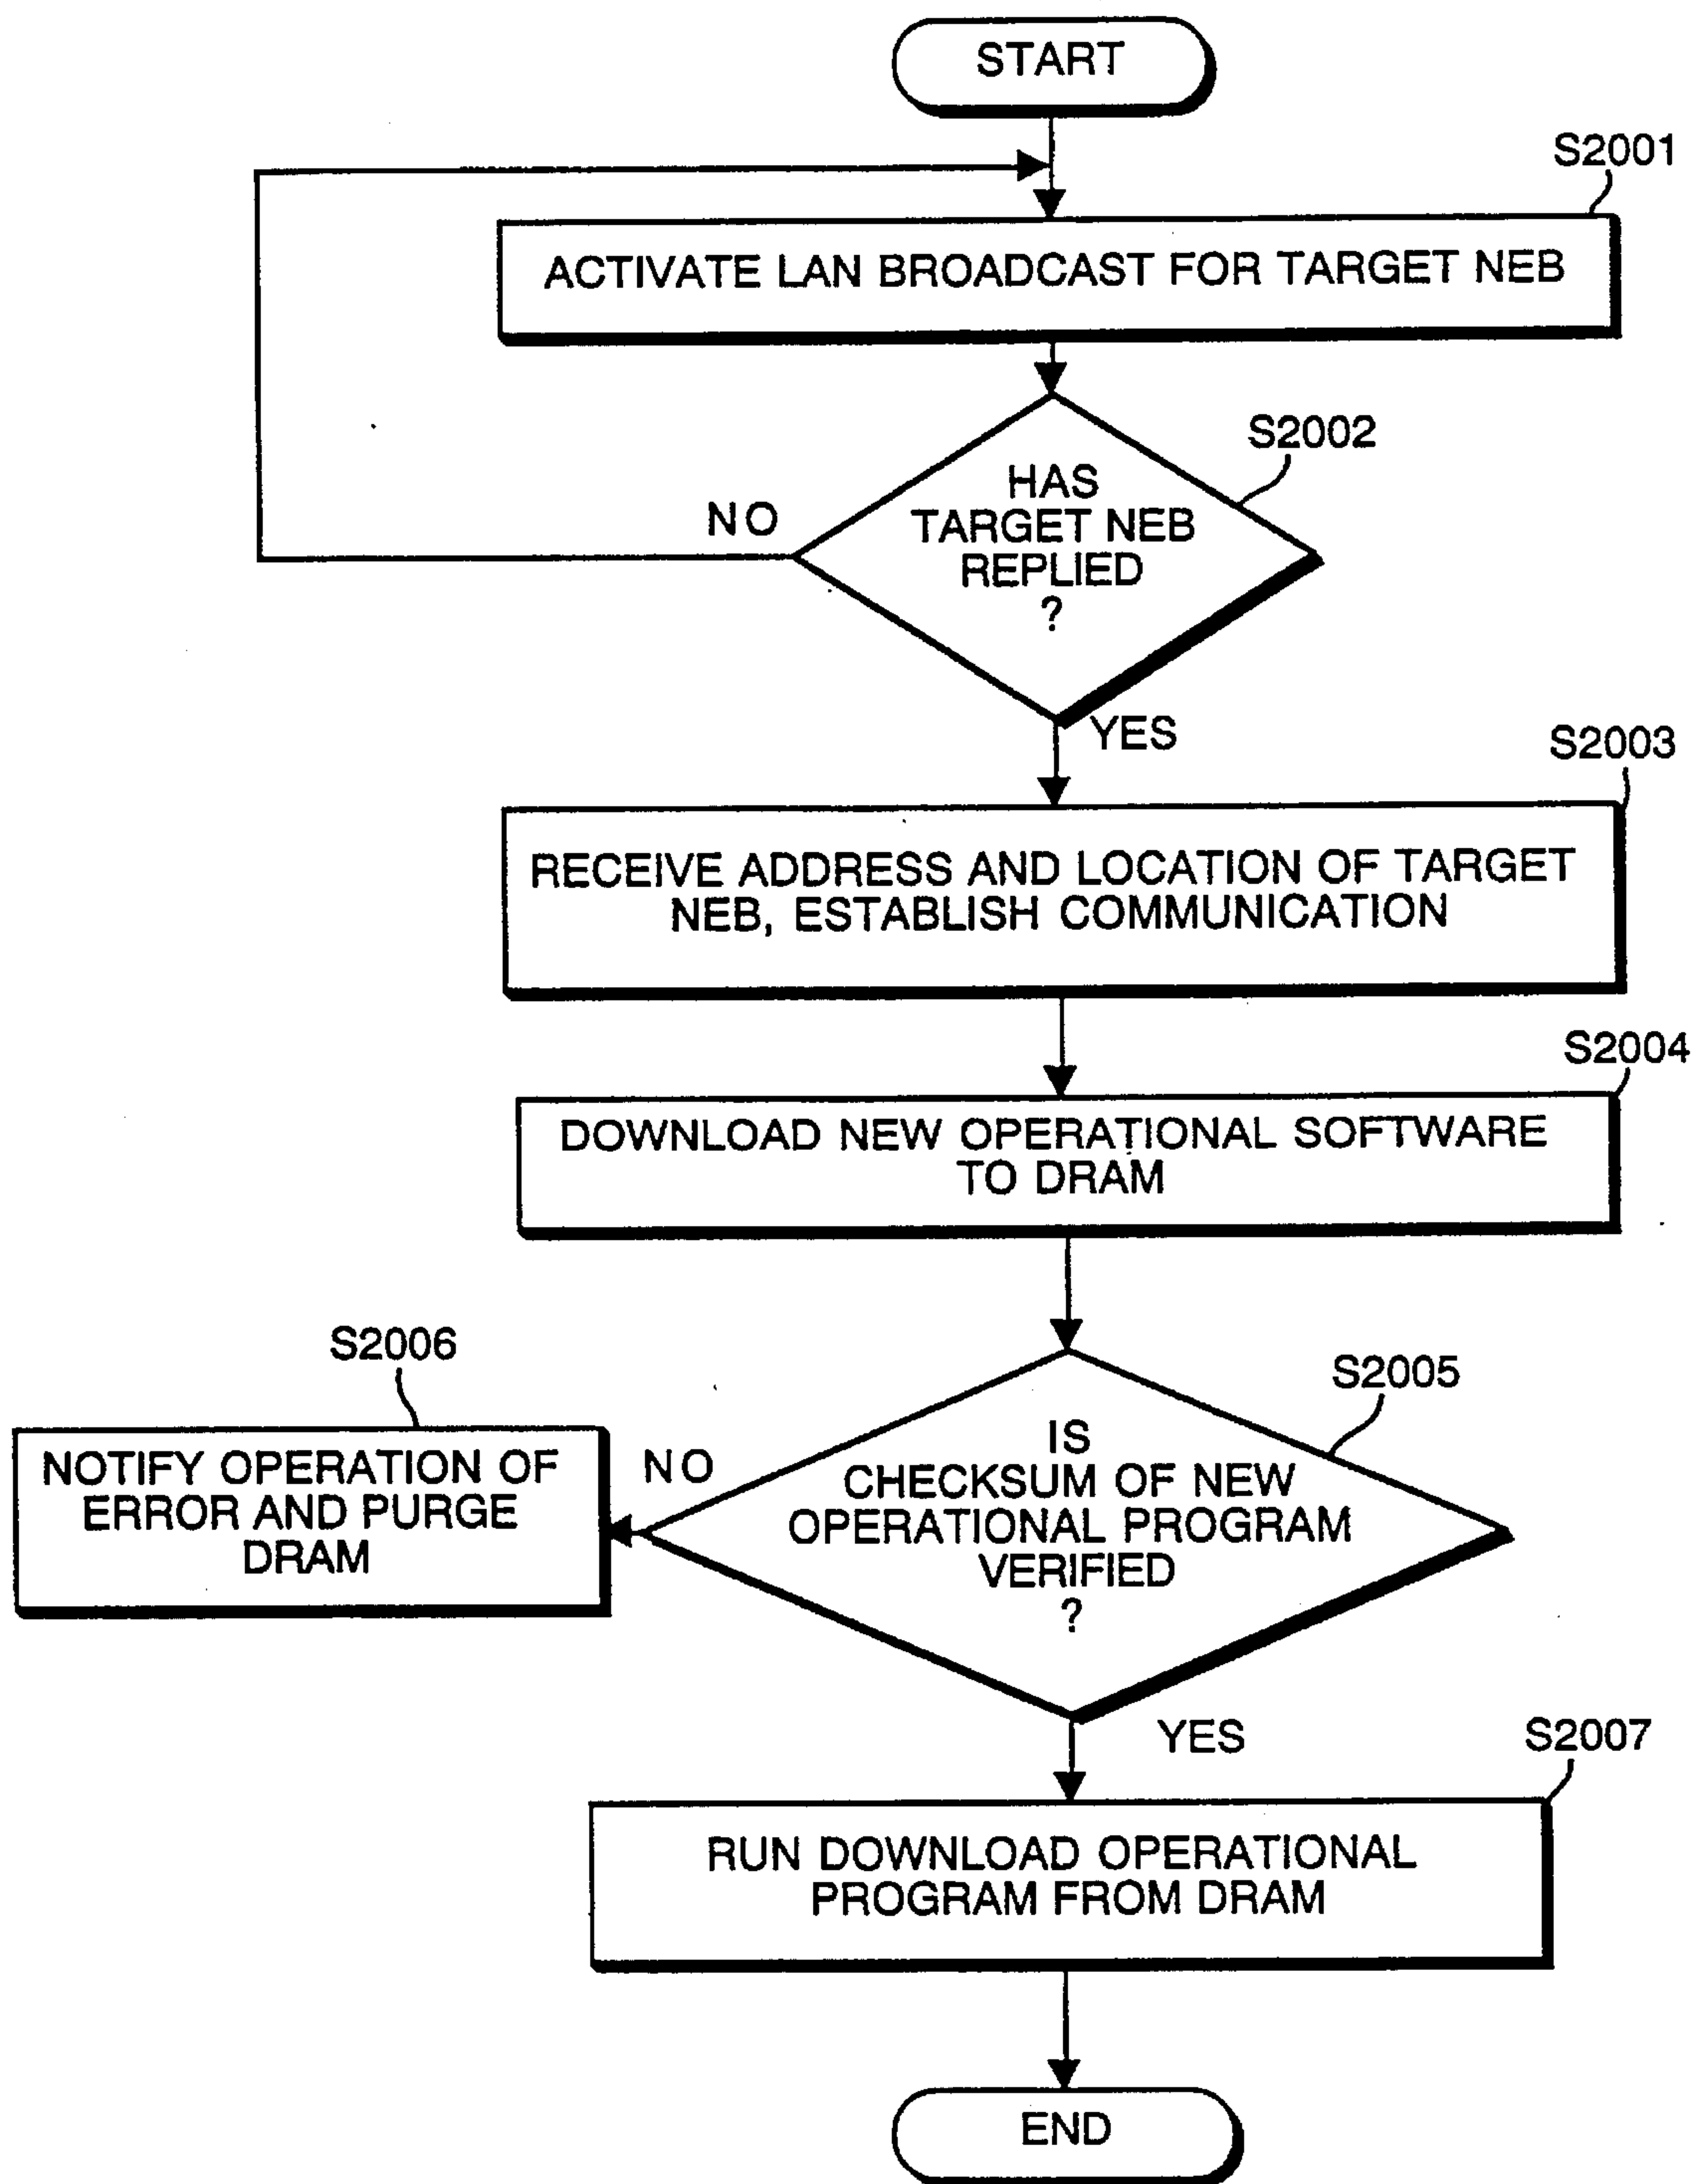 START
S2001
ACTIVATE LAN BROADCAST FOR TARGET NEB
S2002
HAS
TARGET NEB
REPLIED
?
NO
YES
S2003
RECEIVE ADDRESS AND LOCATION OF TARGET
NEB, ESTABLISH COMMUNICATION
S2004
DOWNLOAD NEW OPERATIONAL SOFTWARE
TO DRAM
S2005
IS
CHECKSUM OF NEW
OPERATIONAL PROGRAM
VERIFIED
?
NO
S2006
NOTIFY OPERATION OF
ERROR AND PURGE
DRAM
YES
S2007
RUN DOWNLOAD OPERATIONAL
PROGRAM FROM DRAM
END